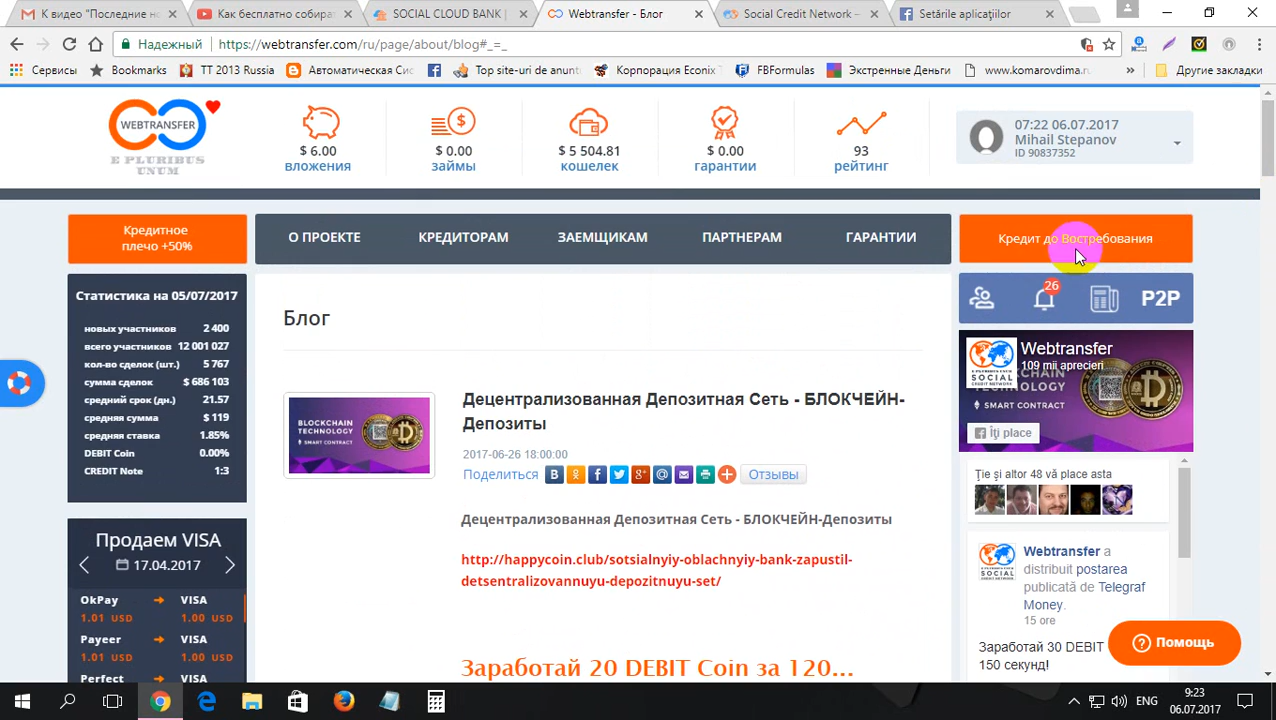 К видео "Последние н
Как бесплатно собира
SOCIAL CLOUD BANK |
Webtransfer - Блог
Social Credit Network –
Setările aplicaţiilor
Надежный
https://webtransfer.com/ru/page/about/blog#_=_
Сервисы
Bookmarks
TT 2013 Russia
Автоматическая Сис
Top site-uri de anunt
Корпорация Econix
FBFormulas
Экстренные Деньги
www.komarovdima.r
»
Другие закладки
WEBTRANSFER
E PLURIBUS
UNUM
$ 6.00
вложения
$ 0.00
займы
$ 5 504.81
кошелек
$ 0.00
гарантии
93
рейтинг
07:22 06.07.2017
Mihail Stepanov
ID 90837352
Кредитное
плечо +50%
О ПРОЕКТЕ
КРЕДИТОРАМ
ЗАЕМЩИКАМ
ПАРТНЕРАМ
ГАРАНТИИ
Кредит до Востребования
26
P2P
Статистика на 05/07/2017
новых участников 2 400
всего участников 12 001 027
кол-во сделок (шт.) 5 767
сумма сделок $ 686 103
средний срок (дн.) 21.57
средняя сумма $ 119
средняя ставка 1.85%
DEBIT Coin 0.00%
CREDIT Note 1:3
Продаем VISA
17.04.2017
OkPay VISA
1.01 USD 1.00 USD
Payeer VISA
1.01 USD 1.00 USD
Perfect VISA
Блог
BLOCKCHAIN
TECHNOLOGY
SMART CONTRACT
Децентрализованная Депозитная Сеть - БЛОКЧЕЙН-
Депозиты
2017-06-26 18:00:00
Поделиться
Отзывы
Децентрализованная Депозитная Сеть - БЛОКЧЕЙН-Депозиты
http://happycoin.club/sotsialnyiy-oblachnyiy-bank-zapustil-
detsentralizovannuyu-depozitnuyu-set/
Заработай 20 DEBIT Coin за 120...
Webtransfer
109 mii aprecieri
E PLURIBUS UNUM
SOCIAL
CREDIT NETWORK
TECHNOLOGY
SMART CONTRACT
Îţi place
Ţie şi altor 48 vă place asta
Webtransfer a
distribuit postarea
publicată de Telegraf
Money.
15 ore
Заработай 30 DEBIT
150 секунд!
Помощь
ENG
9:23
06.07.2017